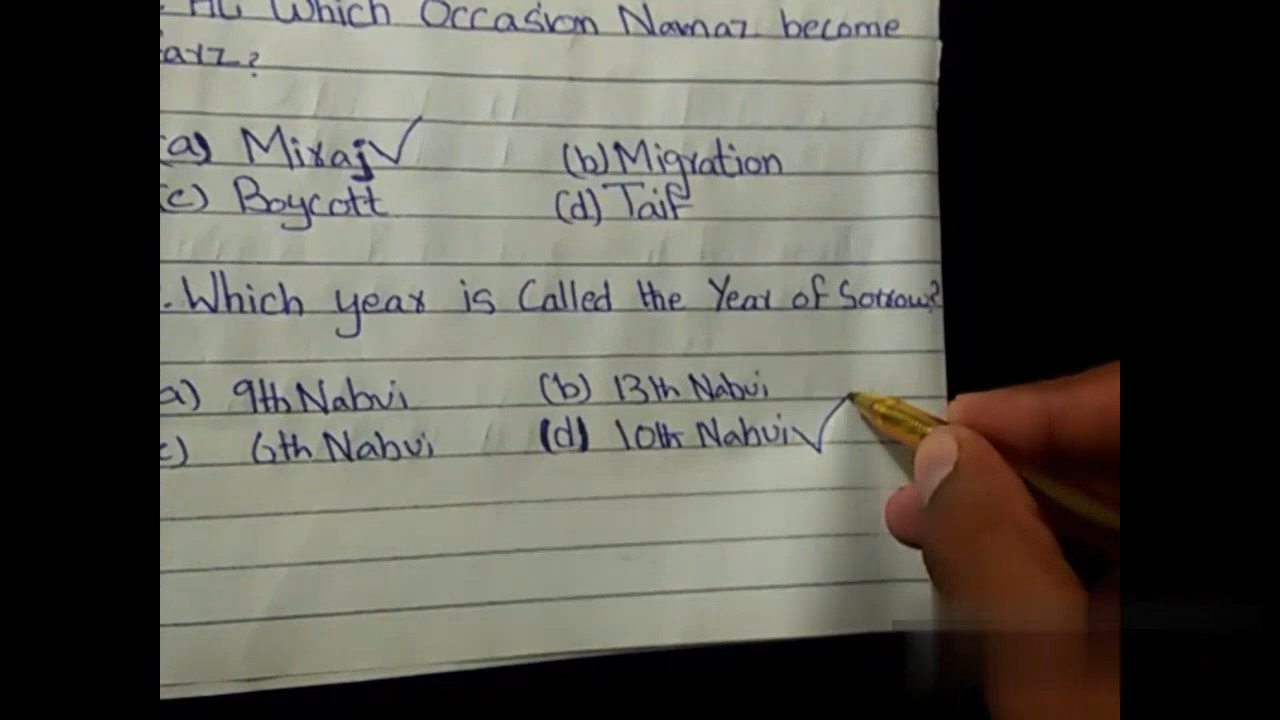 . At Which Occasion Namaz become
arz?
(a) Miraj✓ (b) Migration
(c) Boycott (d) Taif
. Which year is Called the Year of Sorrow?
a) 9th Nabvi (b) 13th Nabvi
c) 6th Nabvi (d) 10th Nabvi✓